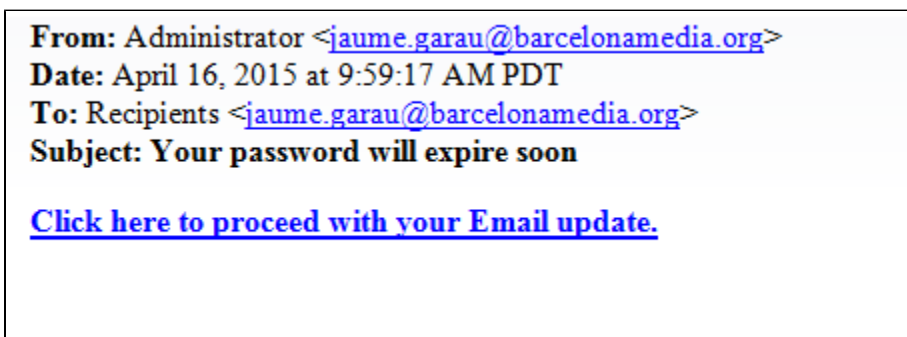 From: Administrator <jaume.garau@barcelonamedia.org>
Date: April 16, 2015 at 9:59:17 AM PDT
To: Recipients <jaume.garau@barcelonamedia.org>
Subject: Your password will expire soon
Click here to proceed with your Email update.